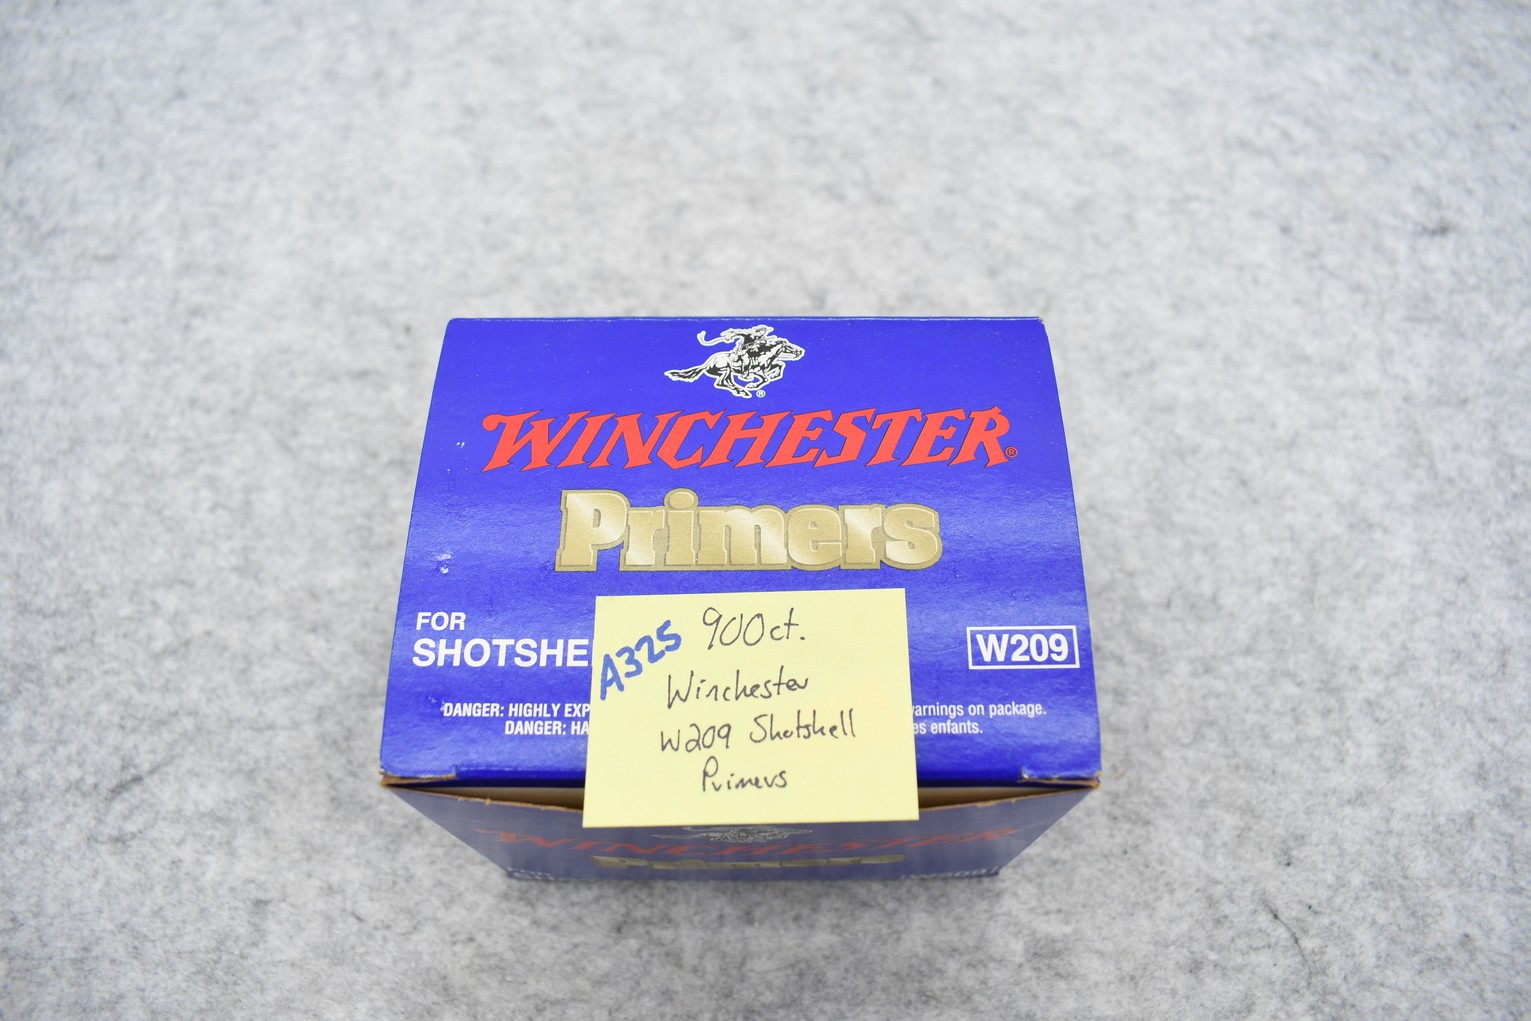 WINCHESTER®
Primers
FOR
SHOTSHE
W209
DANGER: HIGHLY EXP
arnings on package.
DANGER: HA
es enfants.
A325
900ct.
Winchester
W209 Shotshell
Primers
WINCHESTER
Primers